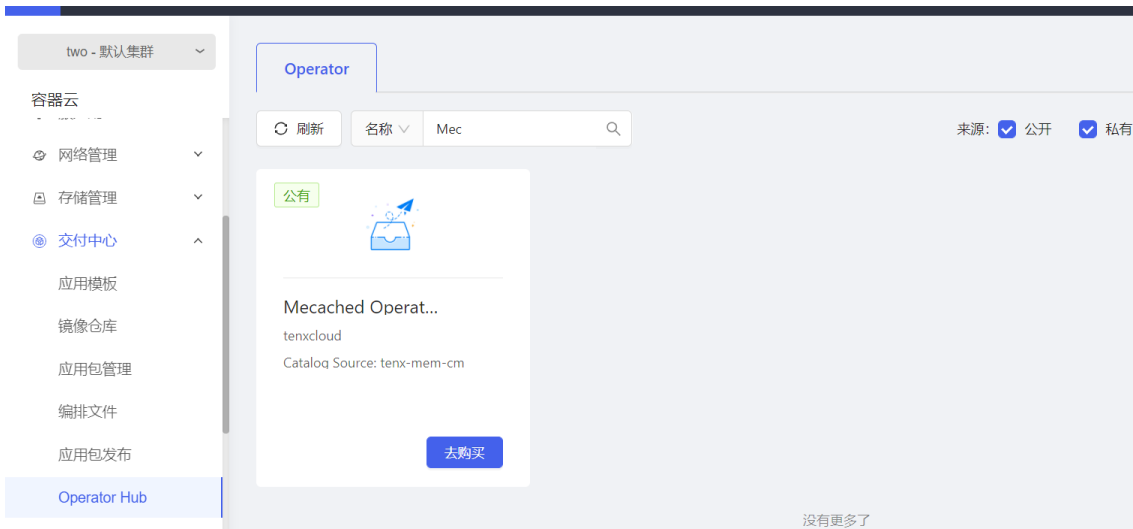 two - 默认集群
容器云
网络管理
存储管理
交付中心
应用模板
镜像仓库
应用包管理
编排文件
应用包发布
Operator Hub
Operator
刷新 名称 Mec 来源: 公开 私有
公有
Mecached Operat...
tenxcloud
Catalog Source: tenx-mem-cm
去购买
没有更多了